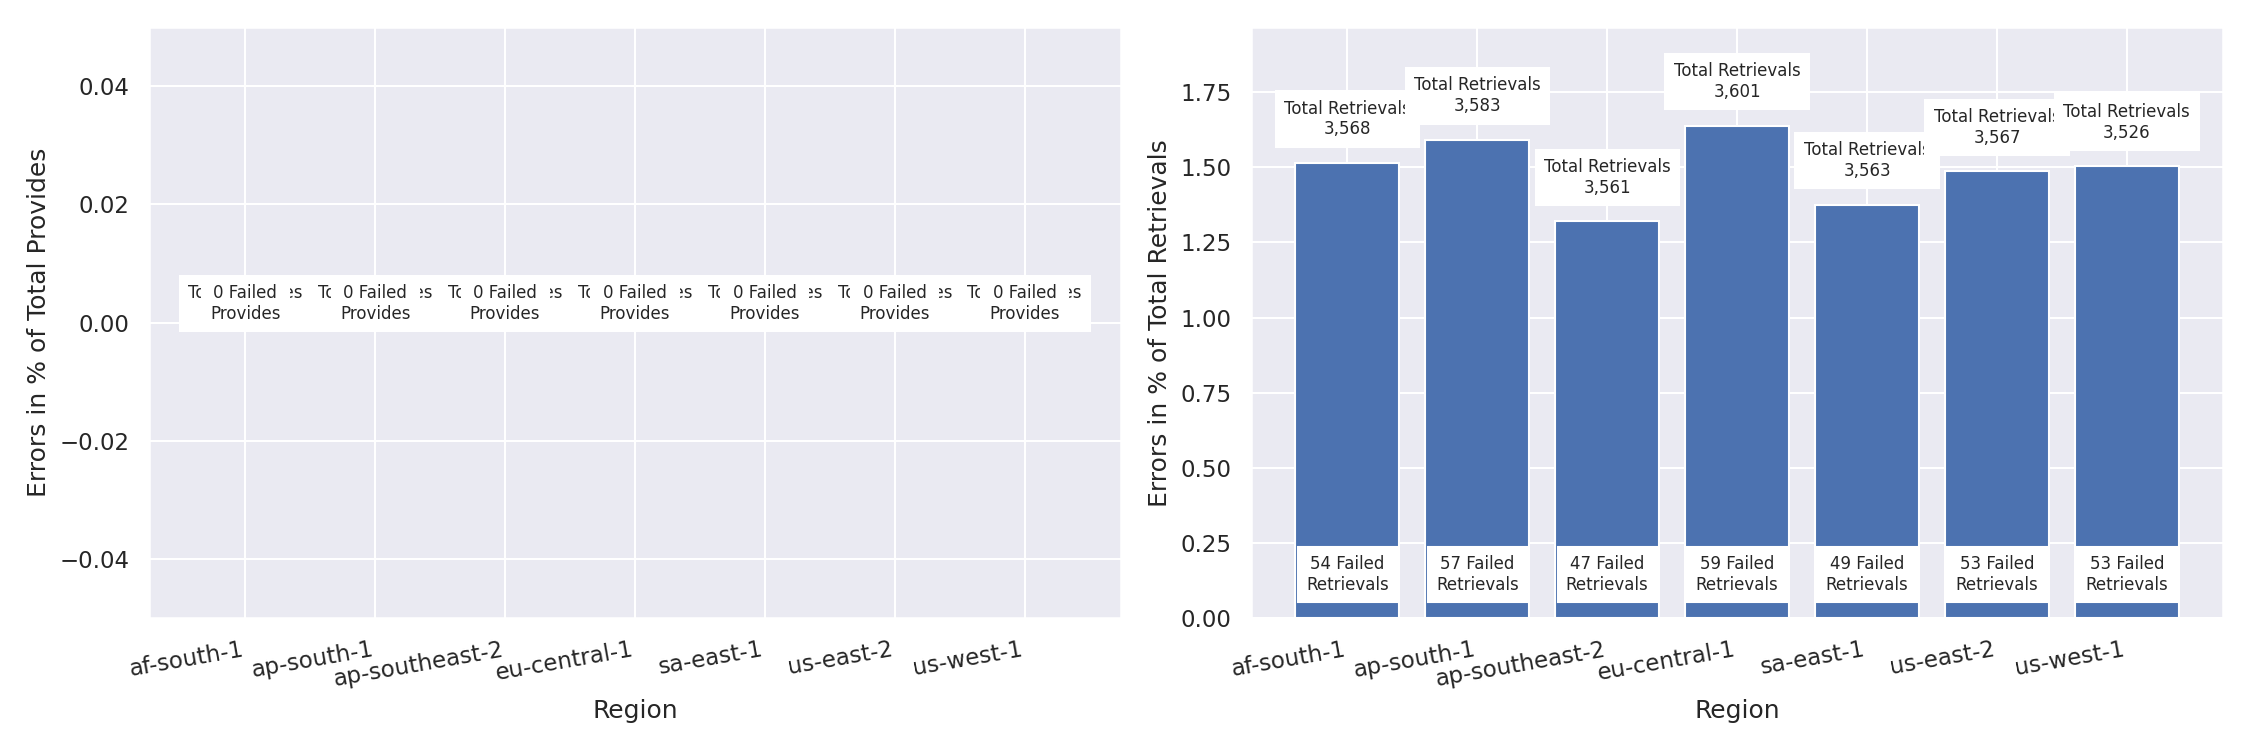 Errors in % of Total Provides
0.04
0.02
0.00
−0.02
−0.04
0 Failed
Provides
0 Failed
Provides
0 Failed
Provides
0 Failed
Provides
0 Failed
Provides
0 Failed
Provides
0 Failed
Provides
af-south-1
ap-south-1
ap-southeast-2
eu-central-1
sa-east-1
us-east-2
us-west-1
Region
Errors in % of Total Retrievals
1.75
1.50
1.25
1.00
0.75
0.50
0.25
0.00
Total Retrievals
3,568
Total Retrievals
3,583
Total Retrievals
3,561
Total Retrievals
3,601
Total Retrievals
3,563
Total Retrievals
3,567
Total Retrievals
3,526
54 Failed
Retrievals
57 Failed
Retrievals
47 Failed
Retrievals
59 Failed
Retrievals
49 Failed
Retrievals
53 Failed
Retrievals
53 Failed
Retrievals
af-south-1
ap-south-1
ap-southeast-2
eu-central-1
sa-east-1
us-east-2
us-west-1
Region